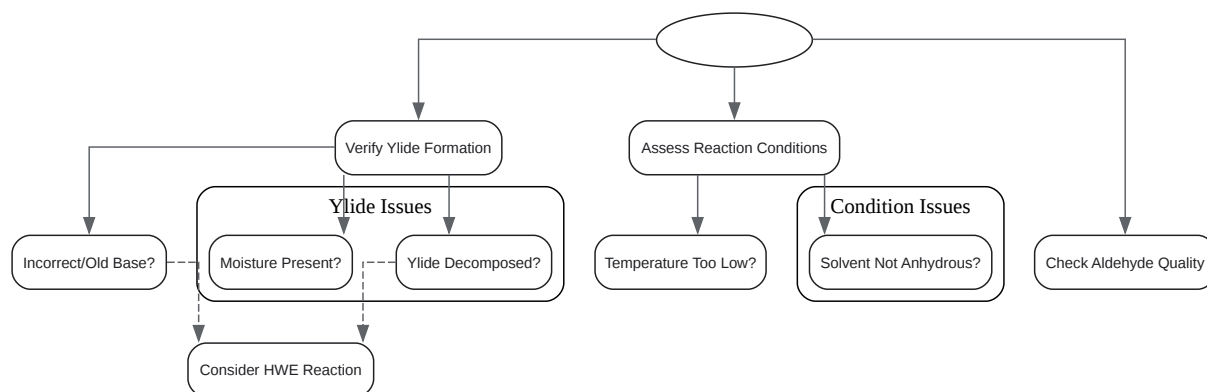 Verify Ylide Formation
Assess Reaction Conditions
Ylide Issues
Condition Issues
Incorrect/Old Base?
Moisture Present?
Ylide Decomposed?
Temperature Too Low?
Solvent Not Anhydrous?
Check Aldehyde Quality
Consider HWE Reaction